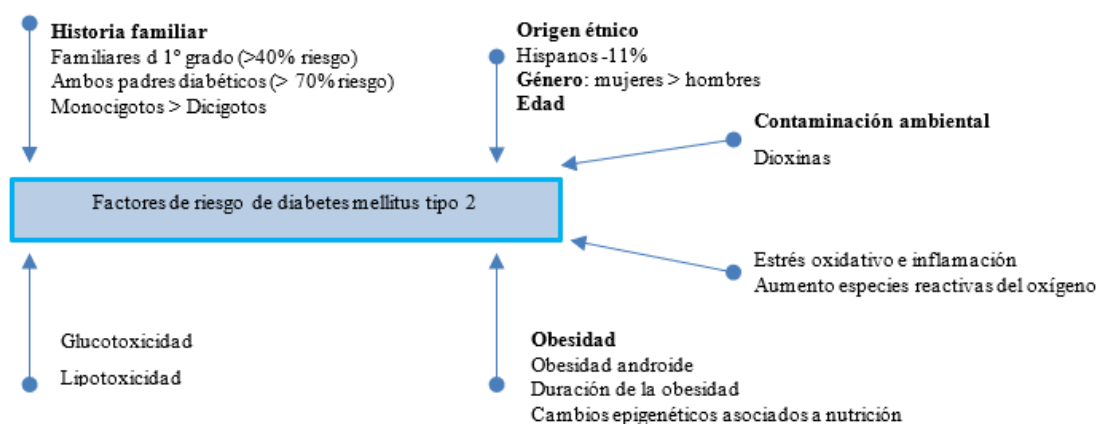 Historia familiar
Familiares d 1º grado (>40% riesgo)
Ambos padres diabéticos (> 70% riesgo)
Monocigotos > Dicigotos
Origen étnico
Hispanos -11%
Género: mujeres > hombres
Edad
Contaminación ambiental
Dioxinas
Factores de riesgo de diabetes mellitus tipo 2
Estrés oxidativo e inflamación
Aumento especies reactivas del oxígeno
Glucotoxicidad
Lipotoxicidad
Obesidad
Obesidad androide
Duración de la obesidad
Cambios epigenéticos asociados a nutrición